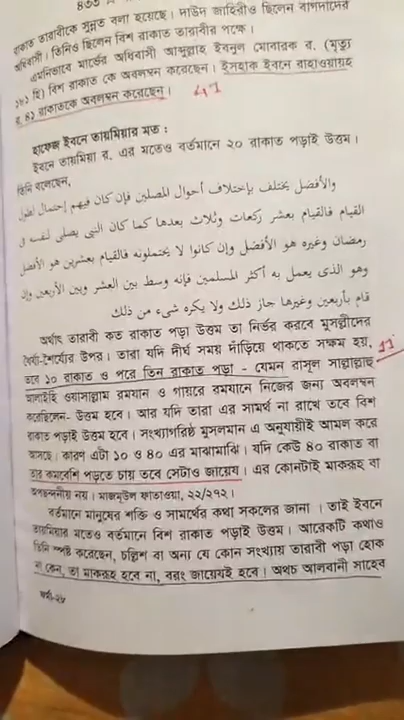 ৪৩৩
রাকাত তারাবীকে সুন্নত বলা হয়েছে। দাউদ জাহিরীও ছিলেন বাগদাদের
অধিবাসী। তিনিও ছিলেন বিশ রাকাত তারাবীর পক্ষে।
এমনিভাবে মার্ভের অধিবাসী আব্দুল্লাহ ইবনুল মোবারক র. (মৃত্যু
১৮১ হি) বিশ রাকাত কে অবলম্বন করেছেন। ইসহাক ইবনে রাহাওয়ায়হ
র. ৪১ রাকাতকে অবলম্বন করেছেন। 41
হাফেজ ইবনে তায়মিয়ার মত :
ইবনে তায়মিয়া র. এর মতেও বর্তমানে ২০ রাকাত পড়াই উত্তম।
তিনি বলেছেন,
والأفضل يختلف بإختلاف أحوال المصلين فإن كان فيهم إحتمال لطول
القيام فالقيام بعشر ركعات وثلاث بعدها كما كان النبي يصلى لنفسه فى
رمضان وغيره هو الأفضل وإن كانوا لا يحتملونه فالقيام بعشرين هو الأفضل
وهو الذى يعمل به أكثر المسلمين فإنه وسط بين العشر وبين الأربعين وإن
قام بأربعين وغيرها جاز ذلك ولا يكره شىء من ذلك
অর্থাৎ তারাবী কত রাকাত পড়া উত্তম তা নির্ভর করবে মুসল্লীদের
ধৈর্য্য-শৈর্য্যের উপর। তারা যদি দীর্ঘ সময় দাঁড়িয়ে থাকতে সক্ষম হয়,
তবে ১০ রাকাত ও পরে তিন রাকাত পড়া - যেমন রাসূল সাল্লাল্লাহু
আলাইহি ওয়াসাল্লাম রমযান ও গায়রে রমযানে নিজের জন্য অবলম্বন
করেছিলেন- উত্তম হবে। আর যদি তারা এর সামর্থ না রাখে তবে বিশ
রাকাত পড়াই উত্তম হবে। সংখ্যাগরিষ্ঠ মুসলমান এ অনুযায়ীই আমল করে
আসছে। কারণ এটা ১০ ও ৪০ এর মাঝামাঝি। যদি কেউ ৪০ রাকাত বা
তার কমবেশি পড়তে চায় তবে সেটাও জায়েয। এর কোনটাই মাকরূহ বা
অপছন্দনীয় নয়। মাজমূউল ফাতাওয়া, ২২/২৭২।
বর্তমানে মানুষের শক্তি ও সামর্থের কথা সকলের জানা । তাই ইবনে
তায়মিয়ার মতেও বর্তমানে বিশ রাকাত পড়াই উত্তম। আরেকটি কথাও
তিনি স্পষ্ট করেছেন, চল্লিশ বা অন্য যে কোন সংখ্যায় তারাবী পড়া হোক
না কেন, তা মাকরূহ হবে না, বরং জায়েযই হবে। অথচ আলবানী সাহেব